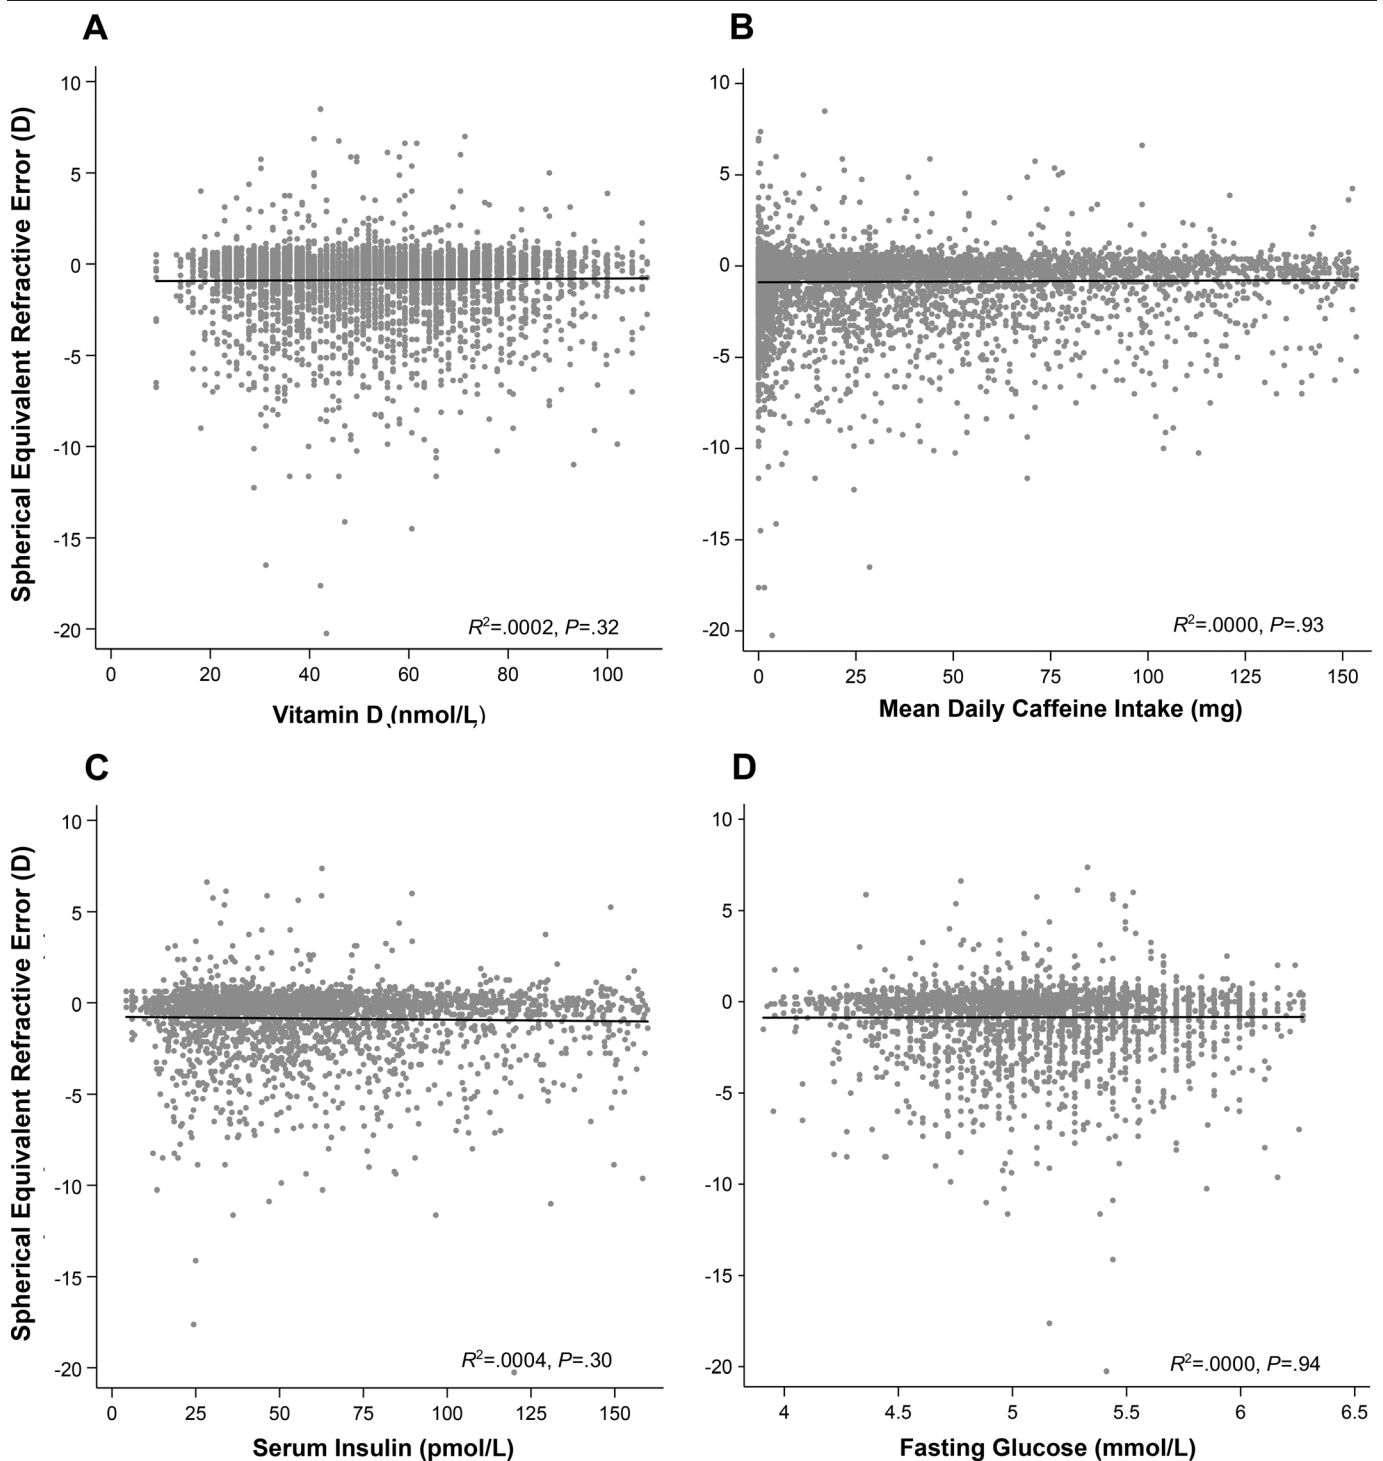 A
Spherical Equivalent Refractive Error (D)
10
5
0
-5
-10
-15
-20
R²=.0002, P=.32
0 20 40 60 80 100
Vitamin D (nmol/L)
B
10
5
0
-5
-10
-15
-20
R²=.0000, P=.93
0 25 50 75 100 125 150
Mean Daily Caffeine Intake (mg)
C
Spherical Equivalent Refractive Error (D)
10
5
0
-5
-10
-15
-20
R²=.0004, P=.30
0 25 50 75 100 125 150
Serum Insulin (pmol/L)
D
10
5
0
-5
-10
-15
-20
R²=.0000, P=.94
4 4.5 5 5.5 6 6.5
Fasting Glucose (mmol/L)